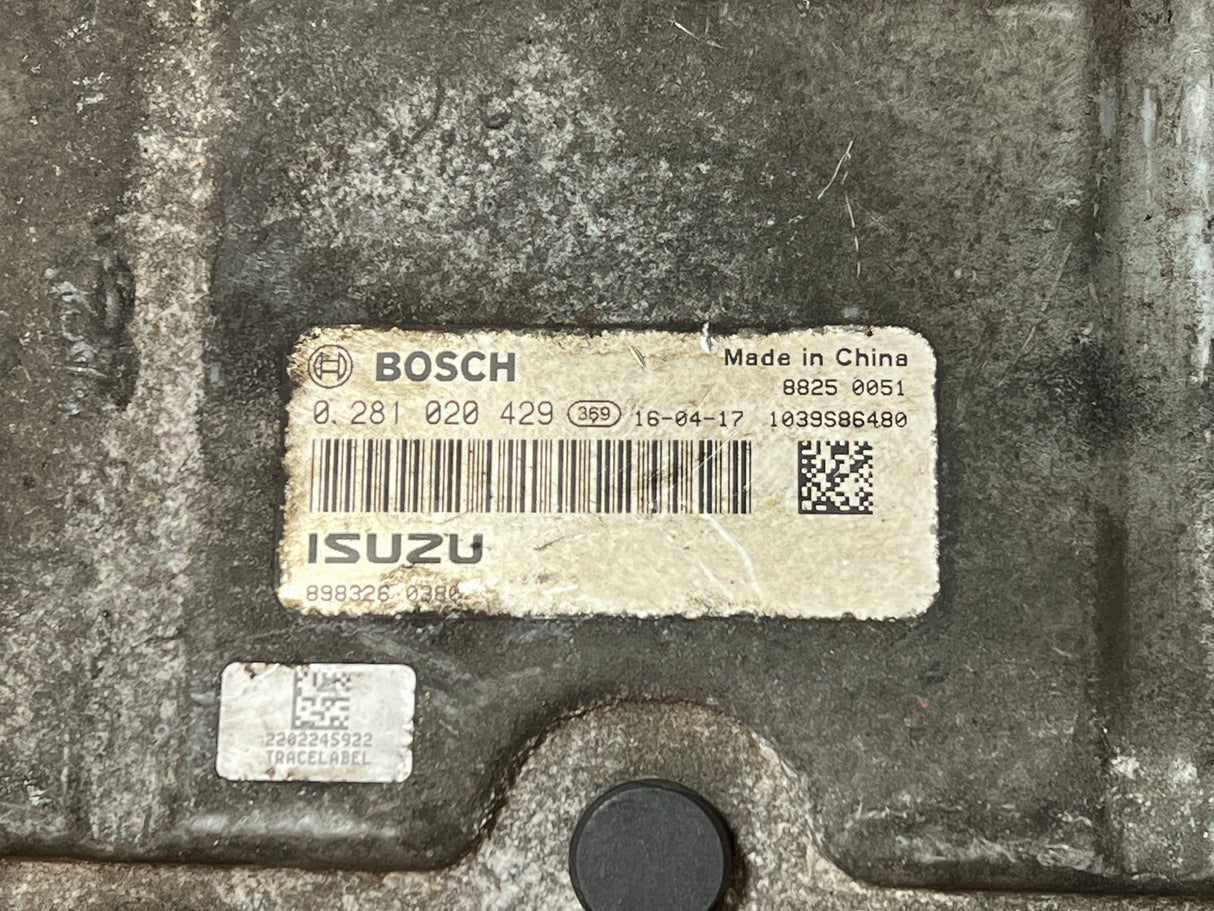 BOSCH
Made in China
8825 0051
0 281 020 429 369 16-04-17 1039S86480
ISUZU
898326 0380
2202245922
TRACELABEL